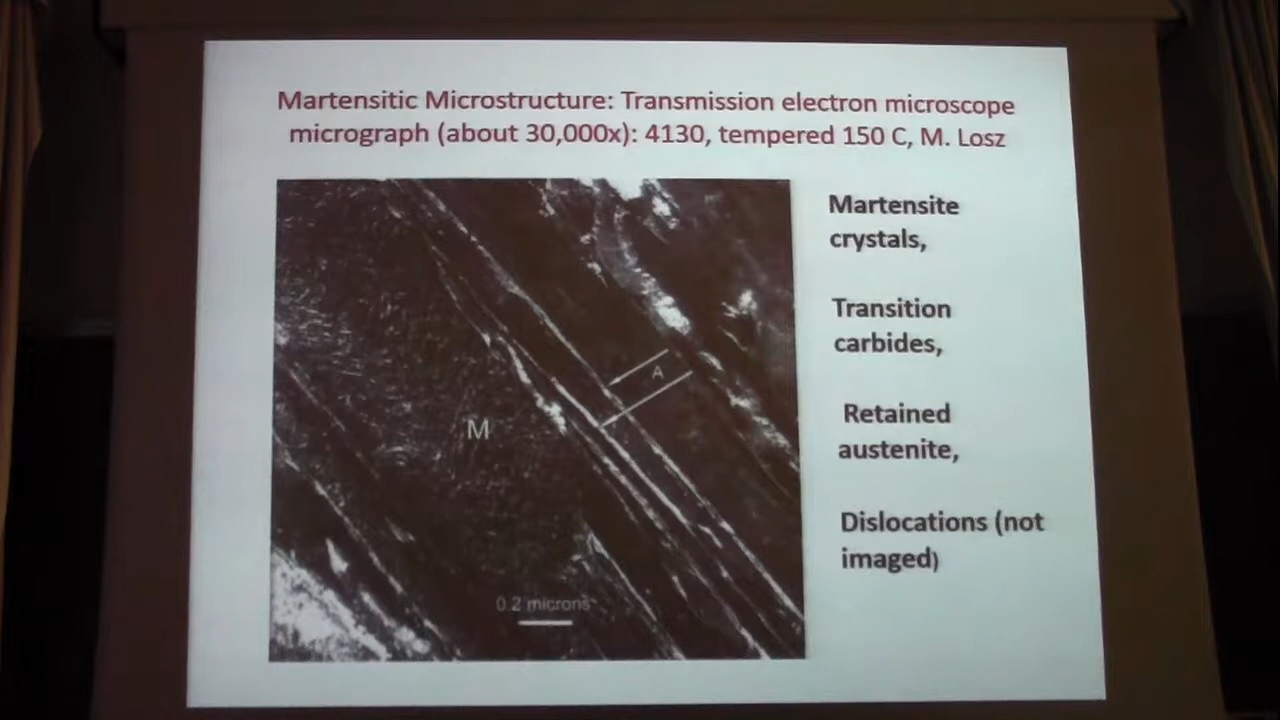 Martensitic Microstructure: Transmission electron microscope
micrograph (about 30,000x): 4130, tempered 150 C, M. Losz
Martensite
crystals,
Transition
carbides,
A
M
Retained
austenite,
Dislocations (not
imaged)
0.2 microns